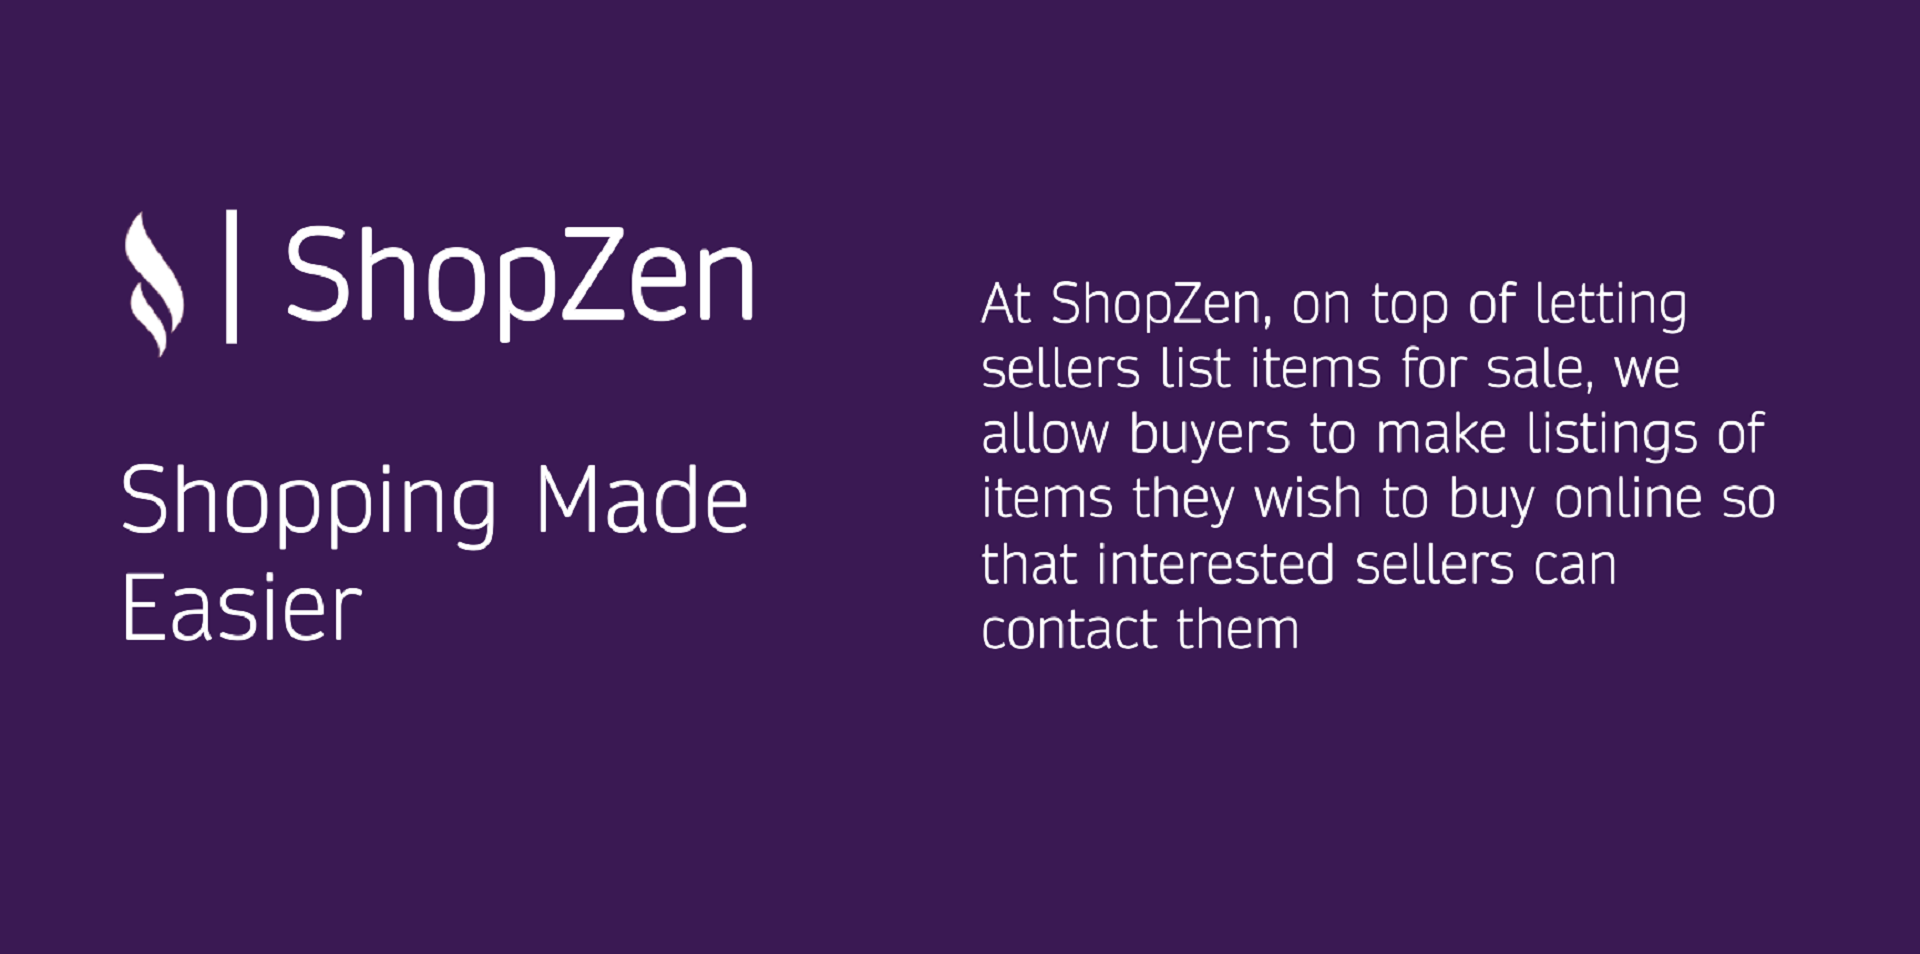 ShopZen
Shopping Made
Easier
At ShopZen, on top of letting
sellers list items for sale, we
allow buyers to make listings of
items they wish to buy online so
that interested sellers can
contact them